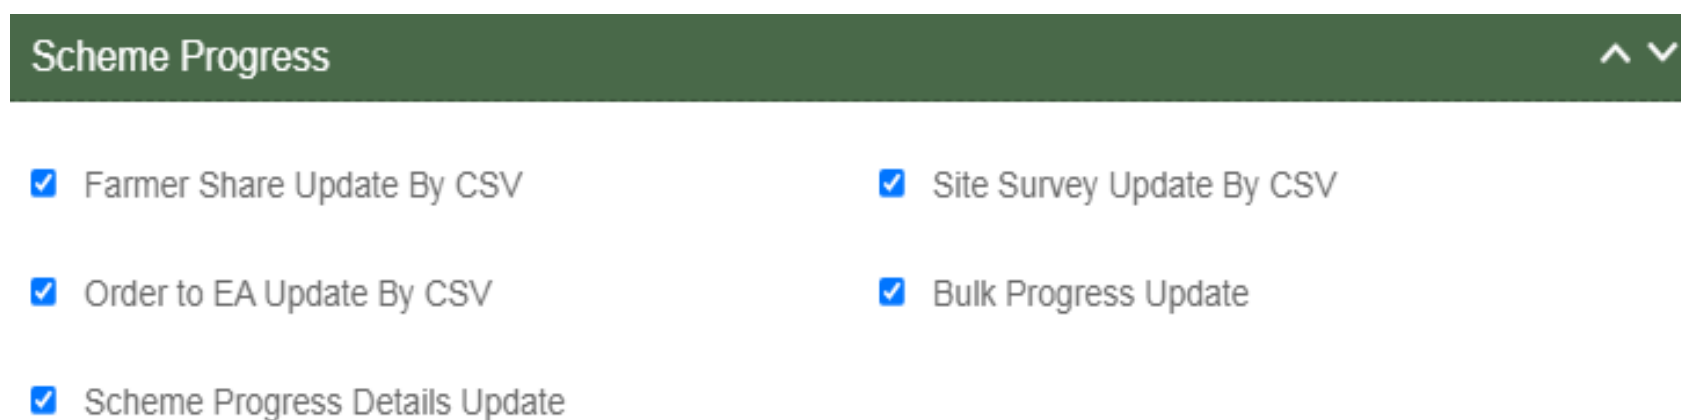 Scheme Progress
Farmer Share Update By CSV
Site Survey Update By CSV
Order to EA Update By CSV
Bulk Progress Update
Scheme Progress Details Update